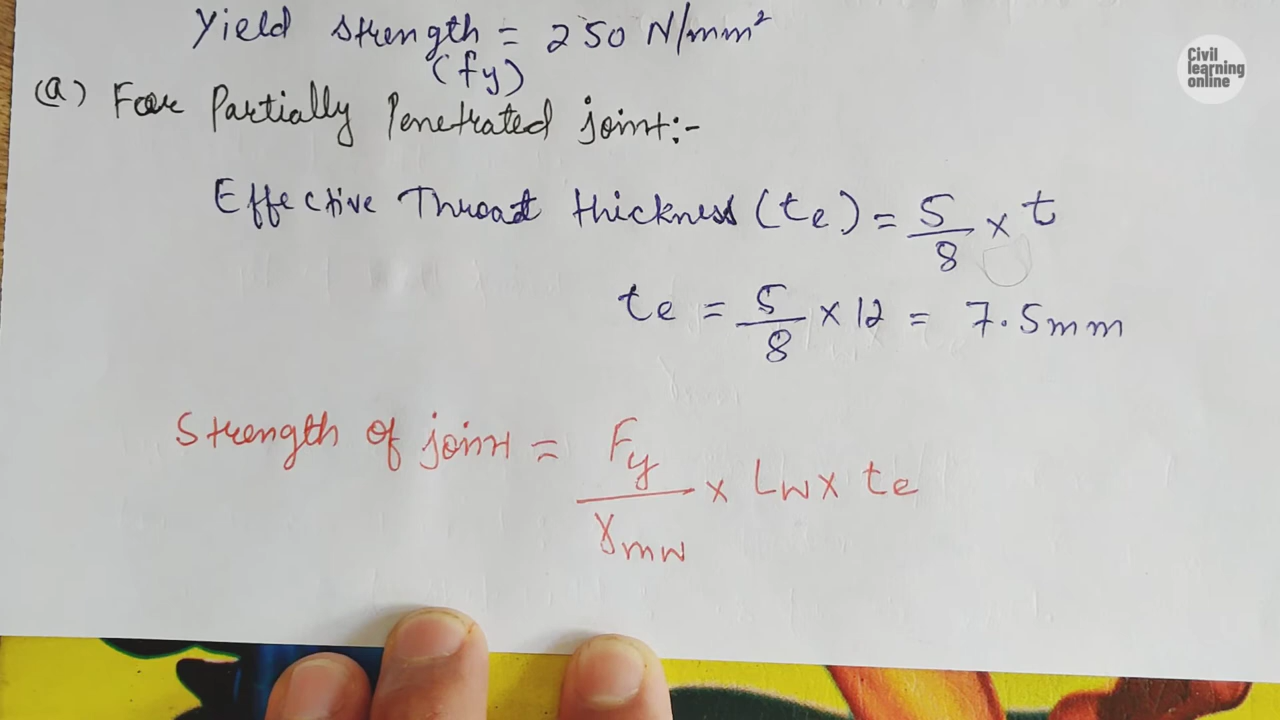 Yield strength = 250 N/mm²
(fy)
(a) For Partially Penetrated joint:-
Effective Throat thickness (te) = 5/8 × t
te = 5/8 × 12 = 7.5mm
Strength of joint = Fy/γmw × Lw × te
Civil
learning
online